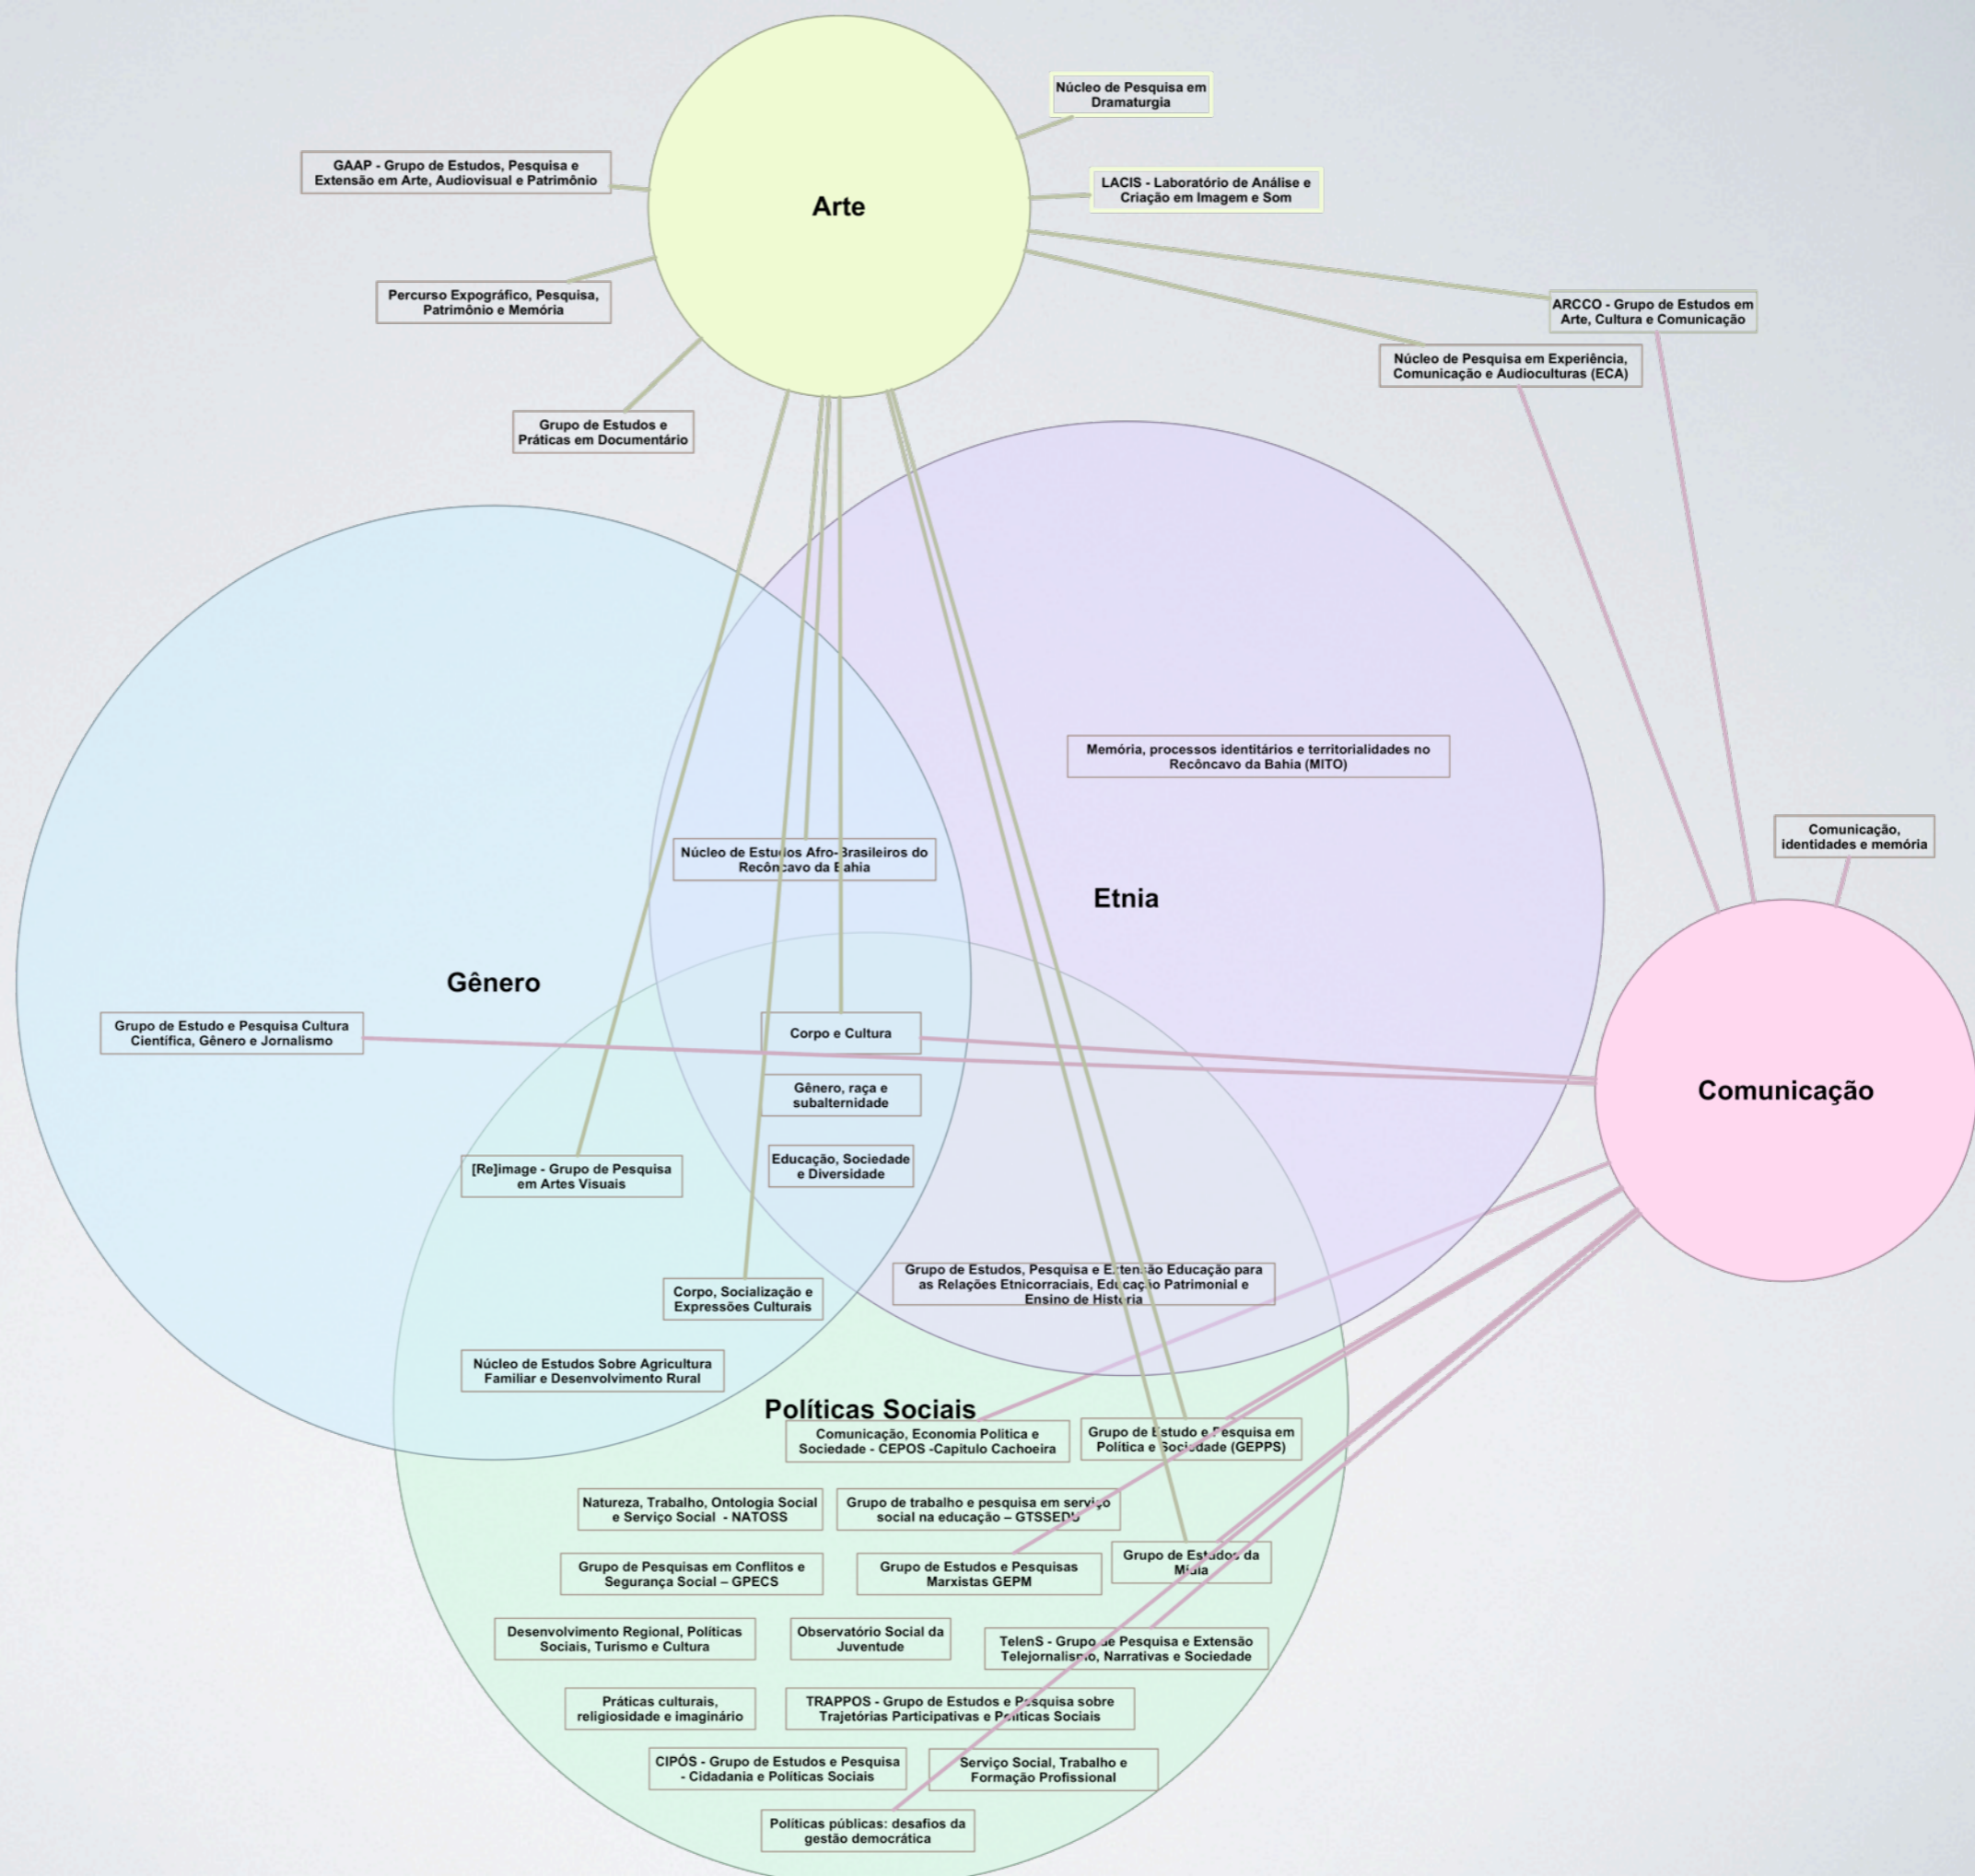 Núcleo de Pesquisa em
Dramaturgia
GAAP - Grupo de Estudos, Pesquisa e
Extensão em Arte, Audiovisual e Patrimônio
Arte
LACIS - Laboratório de Análise e
Criação em Imagem e Som
Percurso Expográfico, Pesquisa,
Patrimônio e Memória
ARCCO - Grupo de Estudos em
Arte, Cultura e Comunicação
Núcleo de Pesquisa em Experiência,
Comunicação e Audioculturas (ECA)
Grupo de Estudos e
Práticas em Documentário
Memória, processos identitários e territorialidades no
Recôncavo da Bahia (MITO)
Comunicação,
identidades e memória
Núcleo de Estudos Afro-Brasileiros do
Recôncavo da Bahia
Etnia
Gênero
Grupo de Estudo e Pesquisa Cultura
Científica, Gênero e Jornalismo
Corpo e Cultura
Comunicação
Gênero, raça e
subalternidade
[Re]image - Grupo de Pesquisa
em Artes Visuais
Educação, Sociedade
e Diversidade
Corpo, Socialização e
Expressões Culturais
Grupo de Estudos, Pesquisa e Extensão Educação para
as Relações Etnicorraciais, Educação Patrimonial e
Ensino de História
Núcleo de Estudos Sobre Agricultura
Familiar e Desenvolvimento Rural
Políticas Sociais
Comunicação, Economia Politica e
Sociedade - CEPOS -Capitulo Cachoeira
Grupo de Estudo e Pesquisa em
Política e Sociedade (GEPPS)
Natureza, Trabalho, Ontologia Social
e Serviço Social - NATOSS
Grupo de trabalho e pesquisa em serviço
social na educação – GTSSEDU
Grupo de Pesquisas em Conflitos e
Segurança Social – GPECS
Grupo de Estudos e Pesquisas
Marxistas GEPM
Grupo de Estudos da
Mídia
Desenvolvimento Regional, Políticas
Sociais, Turismo e Cultura
Observatório Social da
Juventude
TelenS - Grupo de Pesquisa e Extensão
Telejornalismo, Narrativas e Sociedade
Práticas culturais,
religiosidade e imaginário
TRAPPOS - Grupo de Estudos e Pesquisa sobre
Trajetórias Participativas e Políticas Sociais
CIPÓS - Grupo de Estudos e Pesquisa
- Cidadania e Políticas Sociais
Serviço Social, Trabalho e
Formação Profissional
Políticas públicas: desafios da
gestão democrática